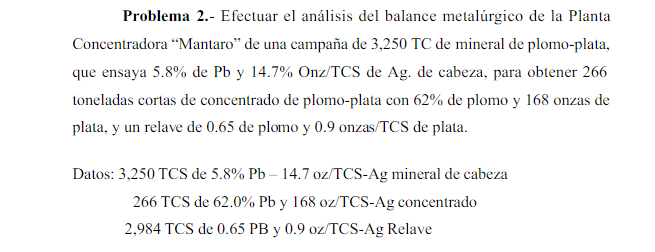 Problema 2.- Efectuar el análisis del balance metalúrgico de la Planta
Concentradora “Mantaro” de una campaña de 3,250 TC de mineral de plomo-plata,
que ensaya 5.8% de Pb y 14.7% Onz/TCS de Ag. de cabeza, para obtener 266
toneladas cortas de concentrado de plomo-plata con 62% de plomo y 168 onzas de
plata, y un relave de 0.65 de plomo y 0.9 onzas/TCS de plata.
Datos: 3,250 TCS de 5.8% Pb – 14.7 oz/TCS-Ag mineral de cabeza
266 TCS de 62.0% Pb y 168 oz/TCS-Ag concentrado
2,984 TCS de 0.65 PB y 0.9 oz/TCS-Ag Relave